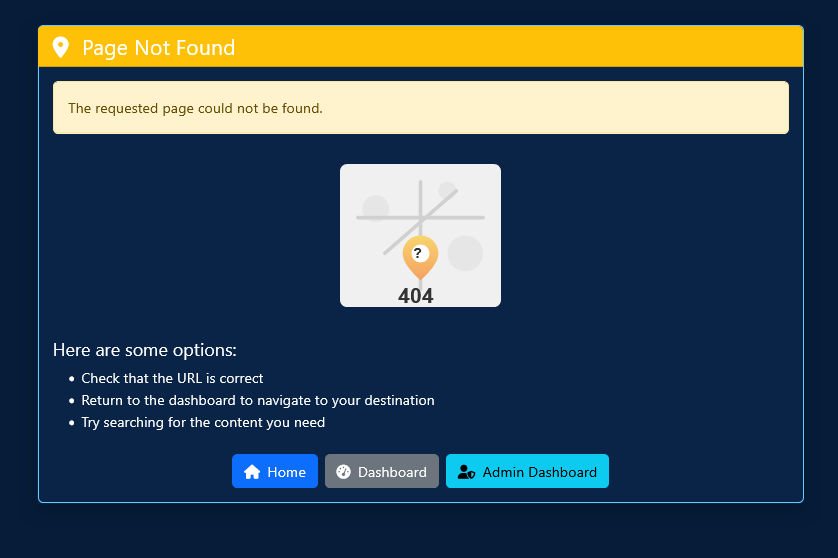 Page Not Found
The requested page could not be found.
?
404
Here are some options:
Check that the URL is correct
Return to the dashboard to navigate to your destination
Try searching for the content you need
Home
Dashboard
Admin Dashboard